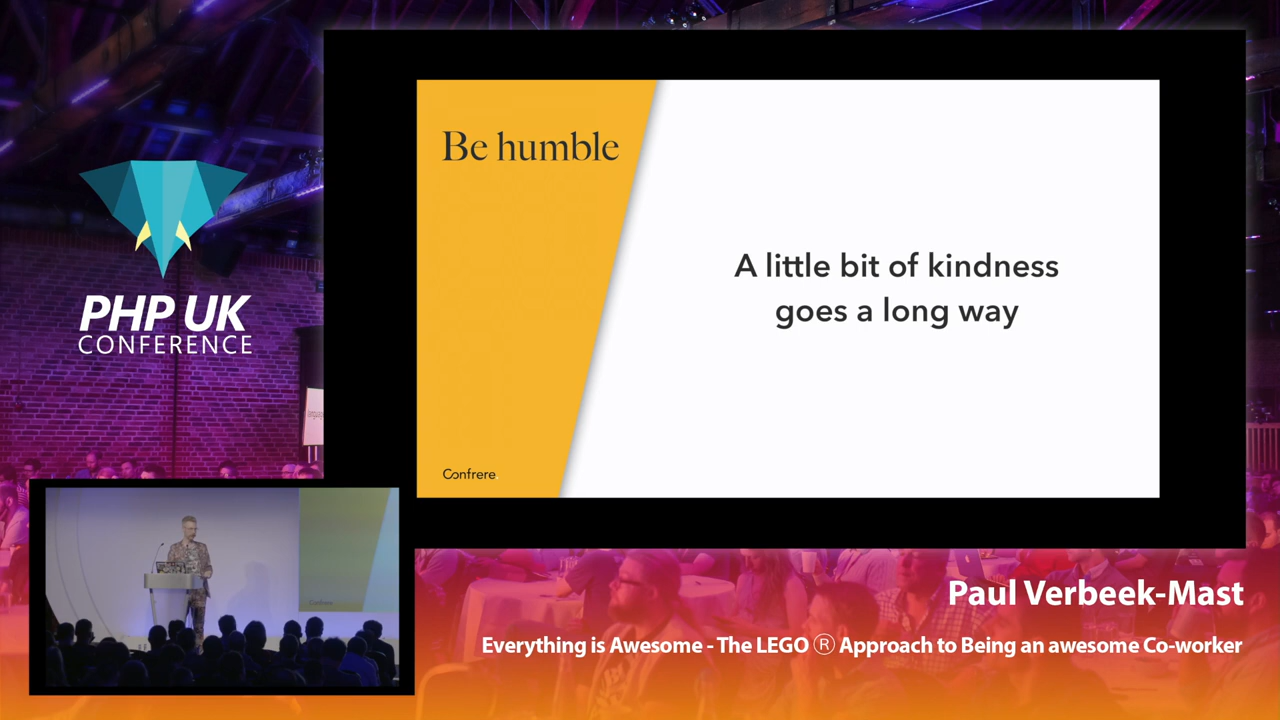 PHP UK
CONFERENCE
Be humble
A little bit of kindness
goes a long way
Confrere
Paul Verbeek-Mast
Everything is Awesome - The LEGO Ⓡ Approach to Being an awesome Co-worker